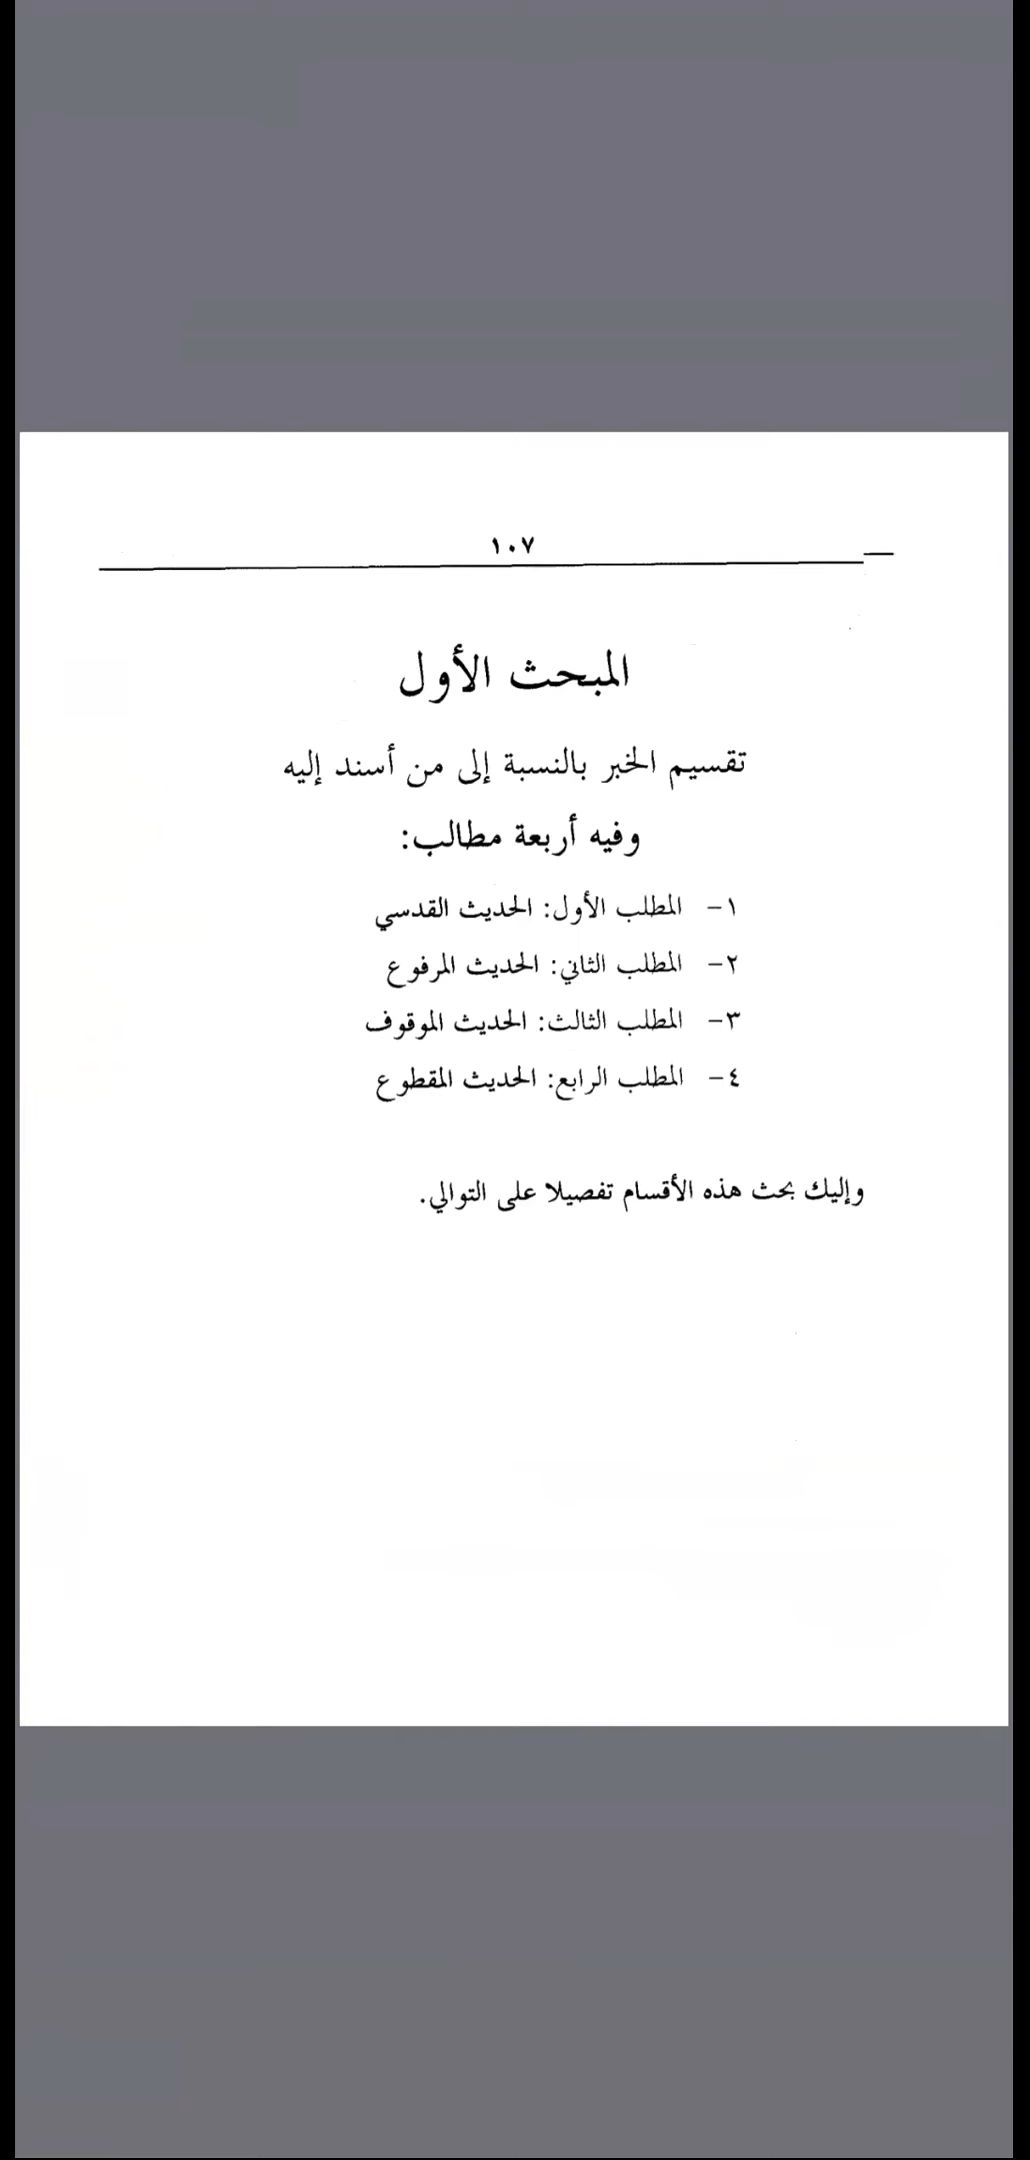 ١٠٧
المبحث الأول
تقسيم الخبر بالنسبة إلى من أسند إليه
وفيه أربعة مطالب:
١- المطلب الأول: الحديث القدسي
٢- المطلب الثاني: الحديث المرفوع
٣- المطلب الثالث: الحديث الموقوف
٤- المطلب الرابع: الحديث المقطوع
وإليك بحث هذه الأقسام تفصيلا على التوالي.